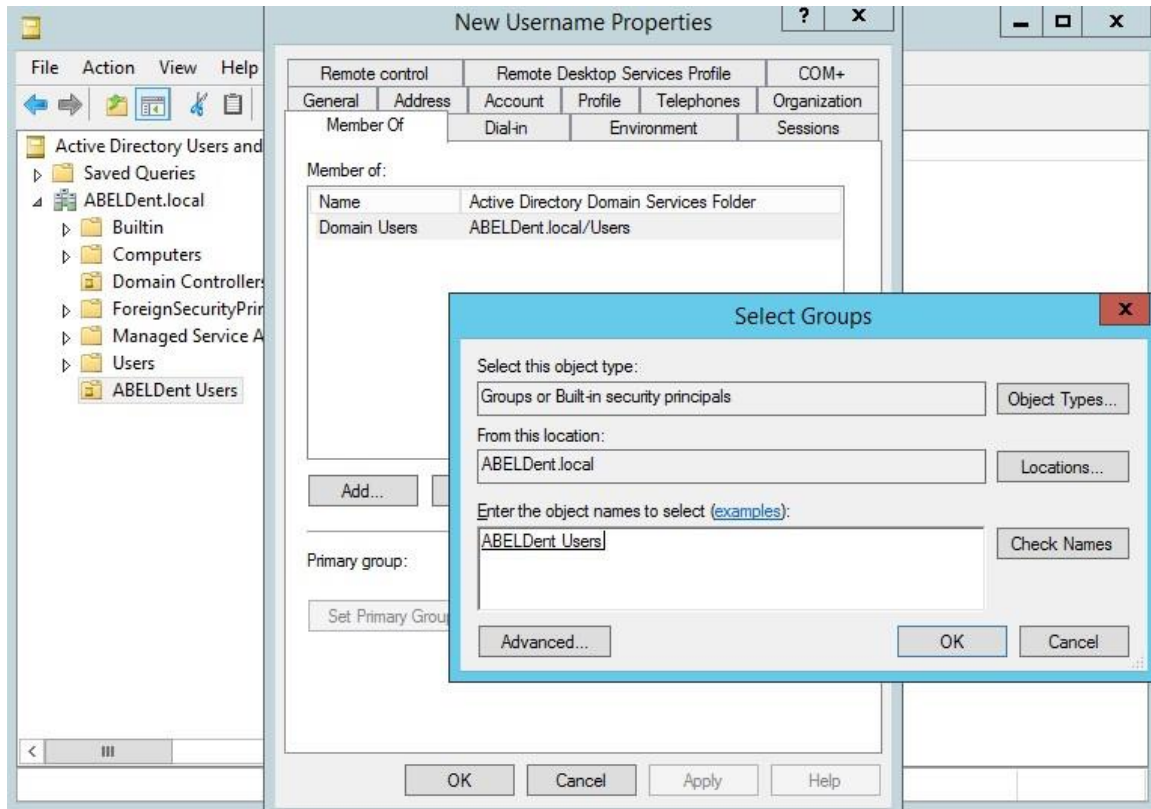 New Username Properties
? x
File Action View Help
Active Directory Users and
Saved Queries
ABELDent.local
Builtin
Computers
Domain Controllers
ForeignSecurityPrin
Managed Service A
Users
ABELDent Users
Remote control Remote Desktop Services Profile COM+
General Address Account Profile Telephones Organization
Member Of Dial-in Environment Sessions
Member of:
Name Active Directory Domain Services Folder
Domain Users ABELDent.local/Users
Add...
Primary group:
Set Primary Group
Select Groups
Select this object type:
Groups or Built-in security principals
Object Types...
From this location:
ABELDent.local
Locations...
Enter the object names to select (examples):
ABELDent Users
Check Names
Advanced...
OK Cancel
OK Cancel Apply Help